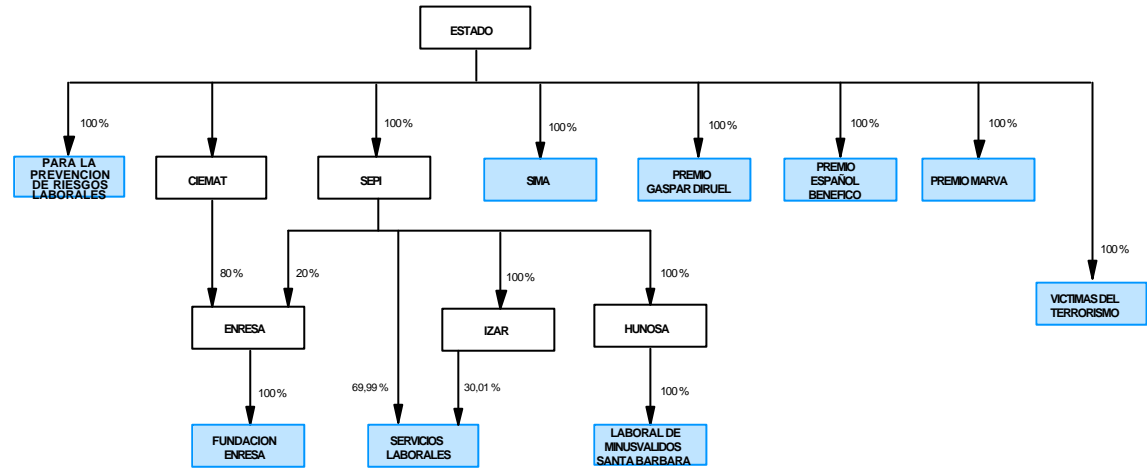 ESTADO
100 %
100 %
100 %
100 %
100 %
100 %
100 %
PARA LA
PREVENCION
DE RIESGOS
LABORALES
CIEMAT
SEPI
SIMA
PREMIO
GASPAR DIRUEL
PREMIO
ESPAÑOL
BENEFICO
PREMIO MARVA
100 %
80 %
20 %
100 %
100 %
VICTIMAS DEL
TERRORISMO
ENRESA
IZAR
HUNOSA
100 %
69,99 %
30,01 %
100 %
FUNDACION
ENRESA
SERVICIOS
LABORALES
LABORAL DE
MINUSVALIDOS
SANTA BARBARA